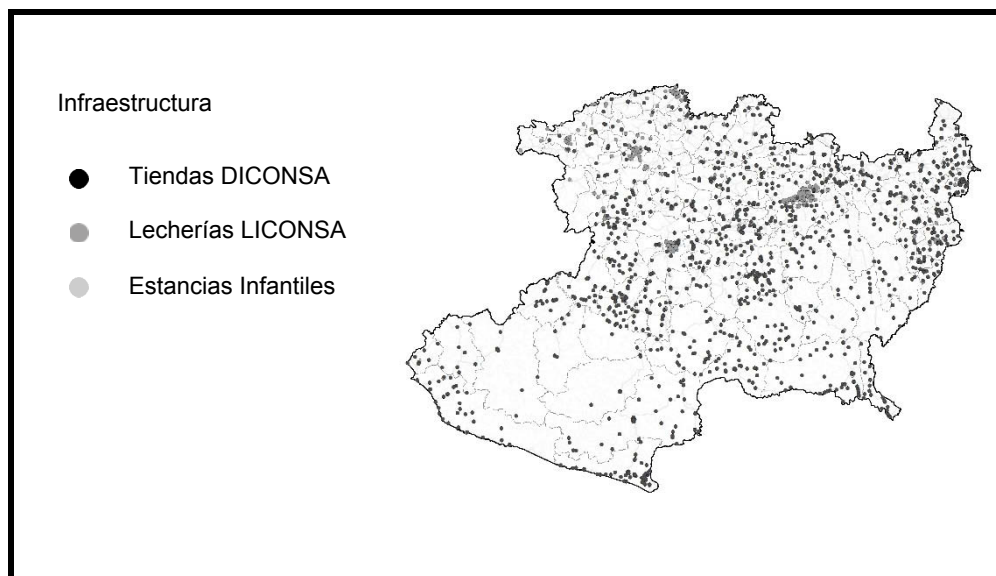 Infraestructura
Tiendas DICONSA
Lecherías LICONSA
Estancias Infantiles